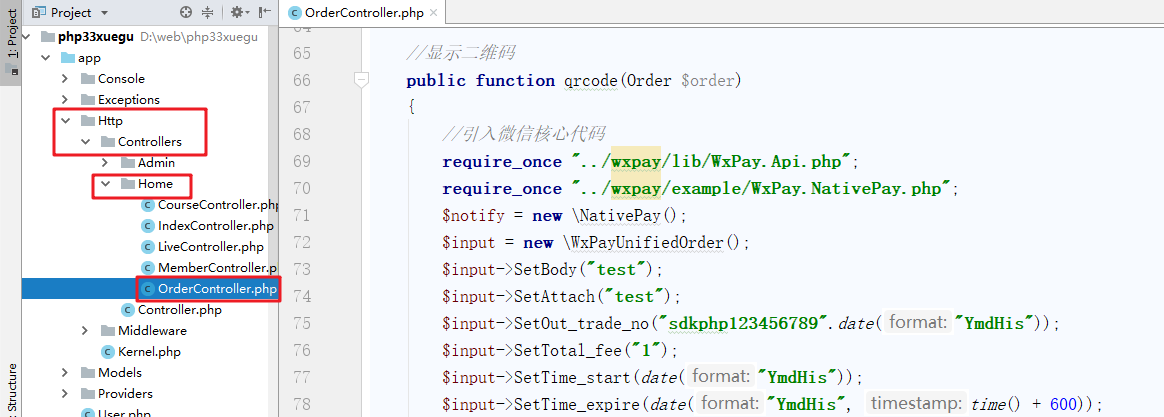 1: Project
Project
OrderController.php
php33xuegu D:\web\php33xuegu
app
Console
Exceptions
Http
Controllers
Admin
Home
CourseController.php
IndexController.php
LiveController.php
MemberController.p
OrderController.php
Controller.php
Middleware
Kernel.php
Models
Providers
User.php
Structure
65 //显示二维码
66 public function qrcode(Order $order)
67 {
68 //引入微信核心代码
69 require_once "../wxpay/lib/WxPay.Api.php";
70 require_once "../wxpay/example/WxPay.NativePay.php";
71 $notify = new \NativePay();
72 $input = new \WxPayUnifiedOrder();
73 $input->SetBody("test");
74 $input->SetAttach("test");
75 $input->SetOut_trade_no("sdkphp123456789".date( format: "YmdHis"));
76 $input->SetTotal_fee("1");
77 $input->SetTime_start(date( format: "YmdHis"));
78 $input->SetTime_expire(date( format: "YmdHis", timestamp: time() + 600));